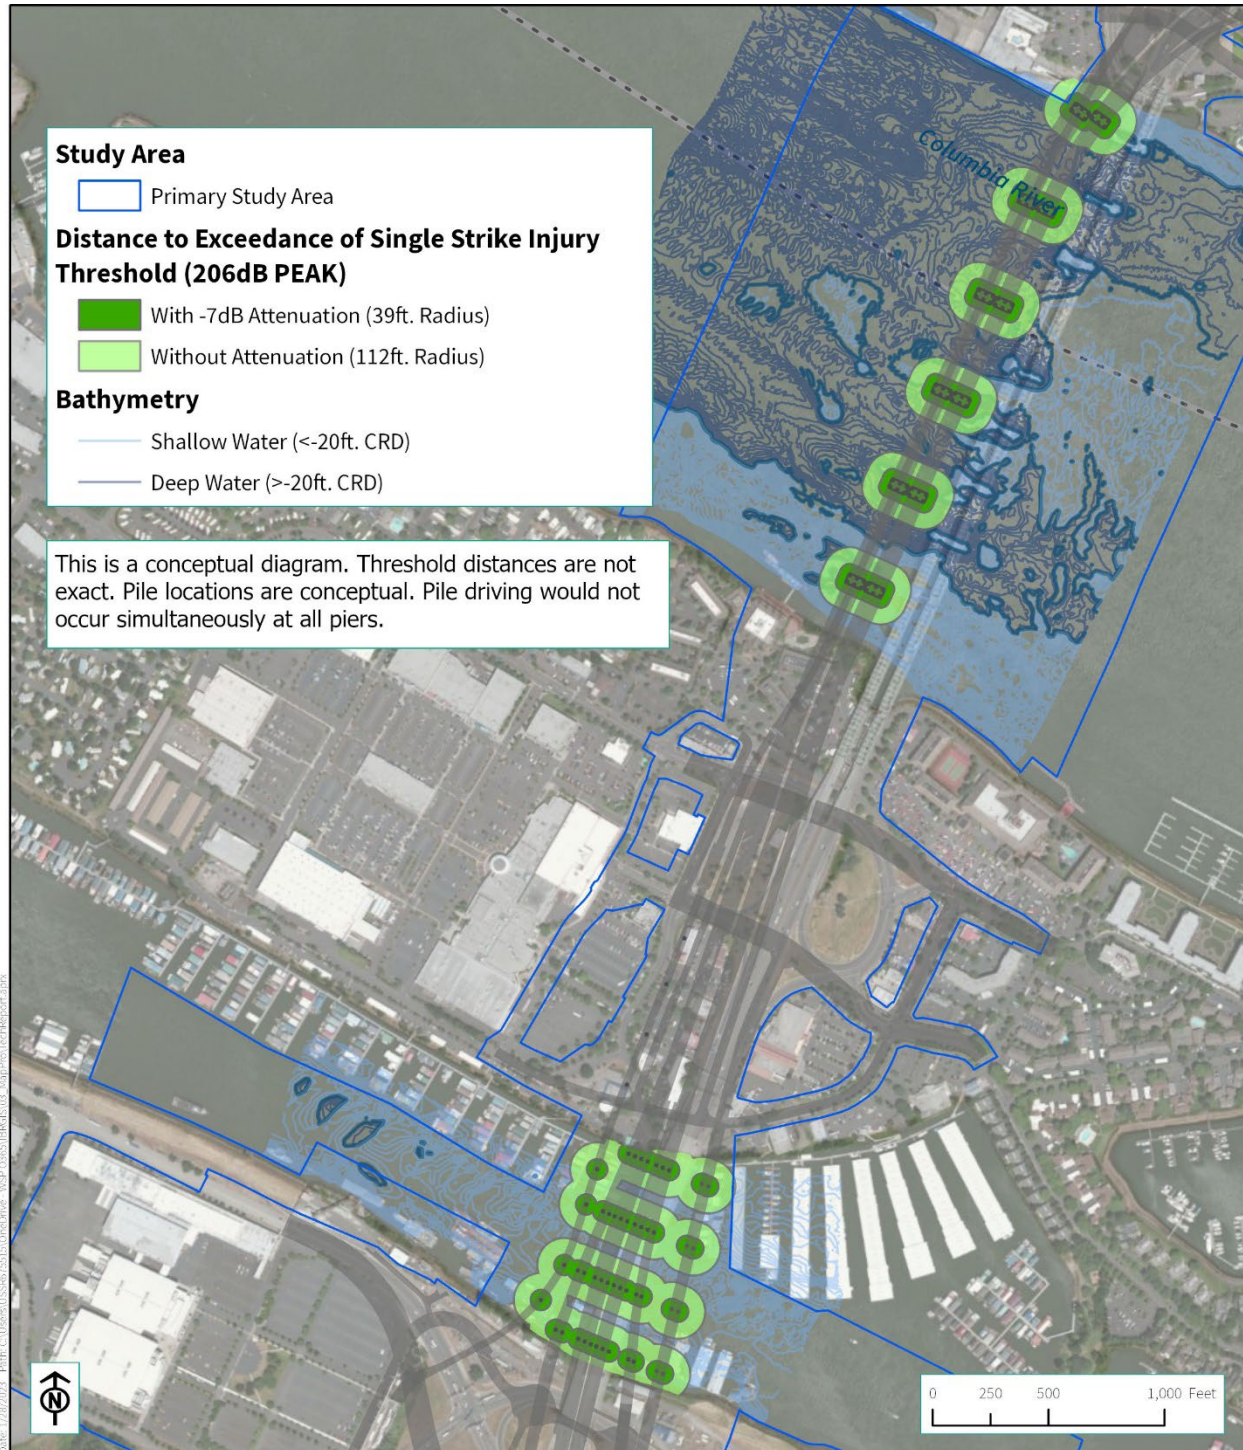 Columbia River
Study Area
Primary Study Area
Distance to Exceedance of Single Strike Injury
Threshold (206dB PEAK)
With -7dB Attenuation (39ft. Radius)
Without Attenuation (112ft. Radius)
Bathymetry
Shallow Water (<-20ft. CRD)
Deep Water (>-20ft. CRD)
This is a conceptual diagram. Threshold distances are not
exact. Pile locations are conceptual. Pile driving would not
occur simultaneously at all piers.
N
0 250 500 1,000 Feet